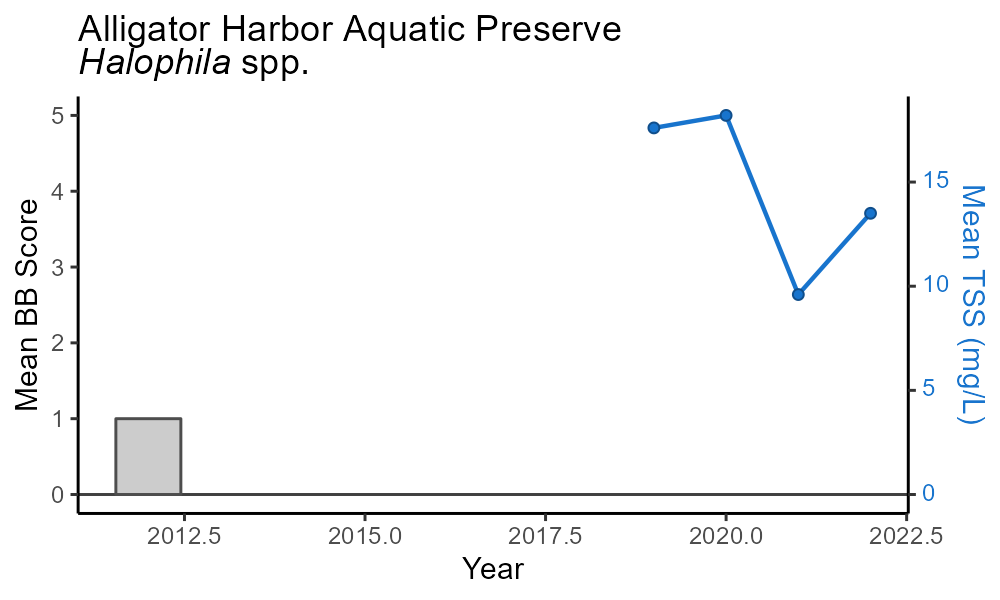 Alligator Harbor Aquatic Preserve
Halophila spp.
5
4
3
2
1
0
Mean BB Score
15
10
5
0
Mean TSS (mg/L)
2012.5 2015.0 2017.5 2020.0 2022.5
Year